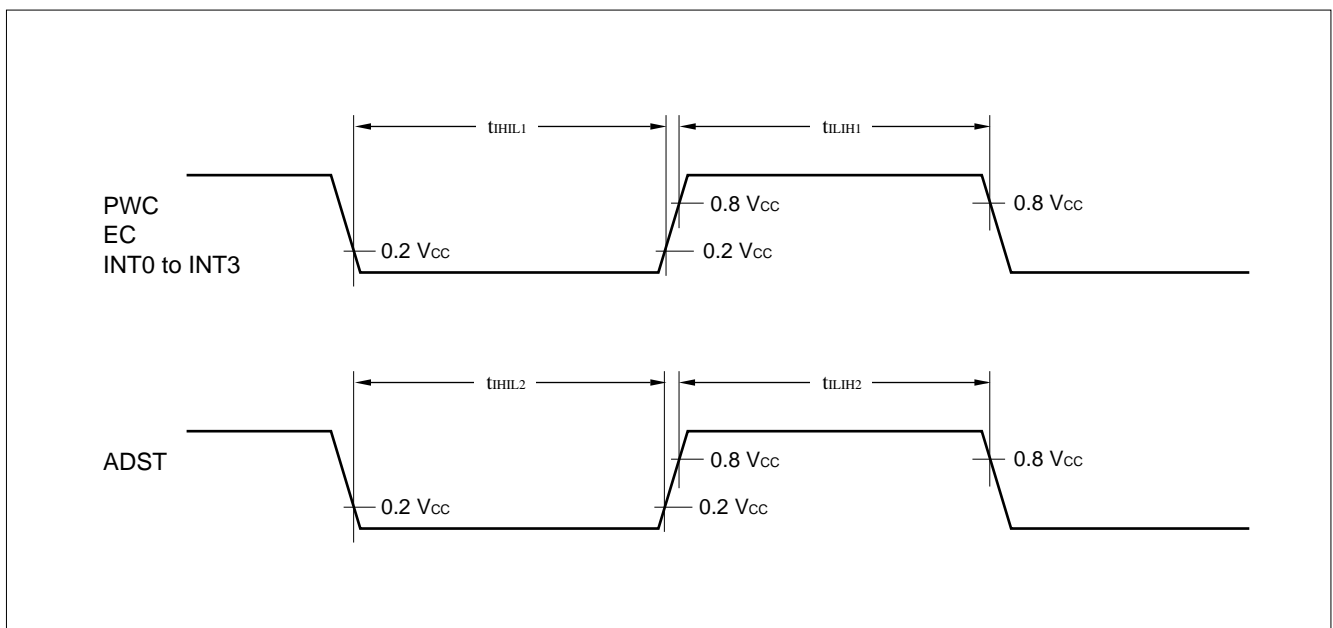 tIHIL1 tILIH1
PWC
EC
INT0 to INT3
0.8 VCC 0.8 VCC
0.2 VCC 0.2 VCC
tIHIL2 tILIH2
ADST
0.8 VCC 0.8 VCC
0.2 VCC 0.2 VCC